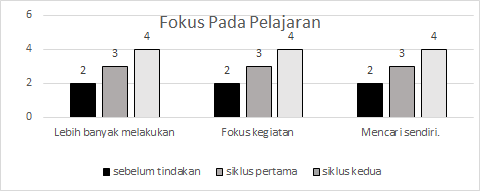 Fokus Pada Pelajaran
6
4
2
0
2 3 4
2 3 4
2 3 4
Lebih banyak melakukan
Fokus kegiatan
Mencari sendiri.
sebelum tindakan
siklus pertama
siklus kedua